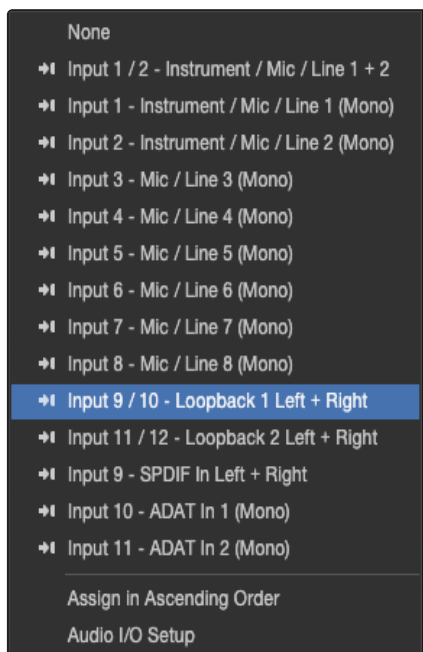 None
Input 1 / 2 - Instrument / Mic / Line 1 + 2
Input 1 - Instrument / Mic / Line 1 (Mono)
Input 2 - Instrument / Mic / Line 2 (Mono)
Input 3 - Mic / Line 3 (Mono)
Input 4 - Mic / Line 4 (Mono)
Input 5 - Mic / Line 5 (Mono)
Input 6 - Mic / Line 6 (Mono)
Input 7 - Mic / Line 7 (Mono)
Input 8 - Mic / Line 8 (Mono)
Input 9 / 10 - Loopback 1 Left + Right
Input 11 / 12 - Loopback 2 Left + Right
Input 9 - SPDIF In Left + Right
Input 10 - ADAT In 1 (Mono)
Input 11 - ADAT In 2 (Mono)
Assign in Ascending Order
Audio I/O Setup